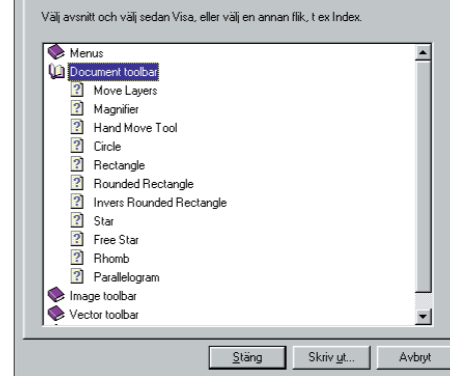 Välj avsnitt och välj sedan Visa, eller välj en annan flik, t ex Index.
Menus
Document toolbar
Move Layers
Magnifier
Hand Move Tool
Circle
Rectangle
Rounded Rectangle
Invers Rounded Rectangle
Star
Free Star
Rhomb
Parallelogram
Image toolbar
Vector toolbar
Stäng Skriv ut... Avbryt